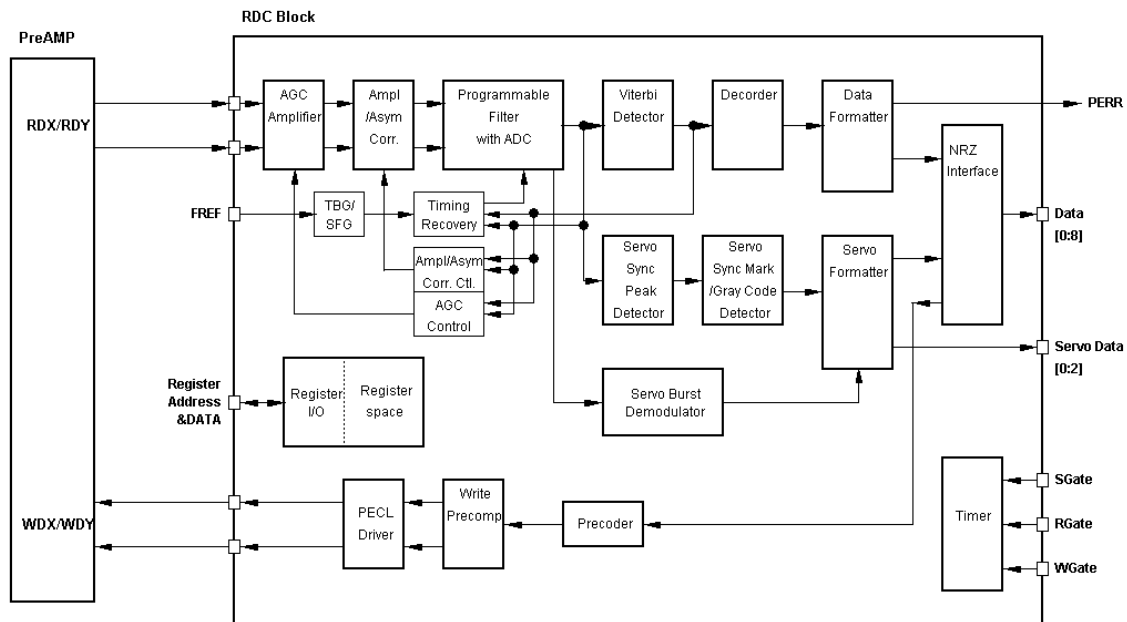 RDC Block
PreAMP
RDX/RDY
AGC
Amplifier
Ampl
/Asym
Corr.
Programmable
Filter
with ADC
Viterbi
Detector
Decorder
Data
Formatter
PERR
NRZ
Interface
FREF
TBG/
SFG
Timing
Recovery
Data
[0:8]
Ampl/Asym
Corr. Ctl.
AGC
Control
Servo
Sync
Peak
Detector
Servo
Sync Mark
/Gray Code
Detector
Servo
Formatter
Servo Data
[0:2]
Register
Address
&DATA
Register
I/O
Register
space
Servo Burst
Demodulator
WDX/WDY
PECL
Driver
Write
Precomp
Precoder
Timer
SGate
RGate
WGate